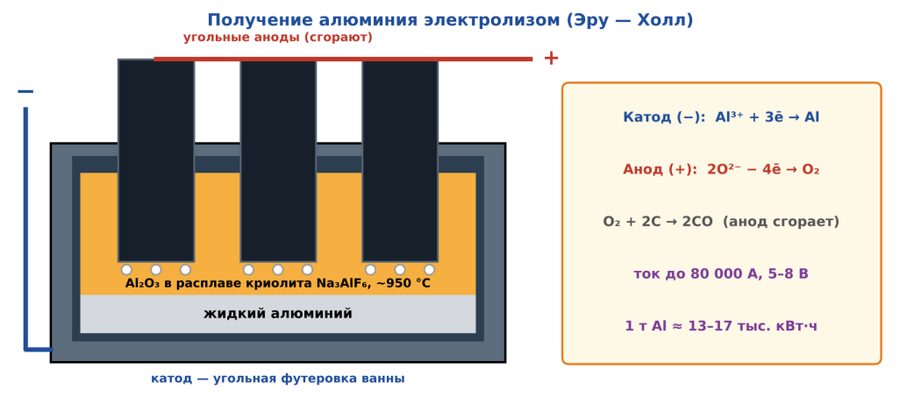 Получение алюминия электролизом (Эру — Холл)
угольные аноды (сгорают)
+
−
Катод (−):  Al³⁺ + 3ē → Al
Анод (+):  2O²⁻ − 4ē → O₂
O₂ + 2C → 2CO  (анод сгорает)
ток до 80 000 А, 5–8 В
1 т Al ≈ 13–17 тыс. кВт·ч
Al₂O₃ в расплаве криолита Na₃AlF₆, ~950 °C
жидкий алюминий
катод — угольная футеровка ванны